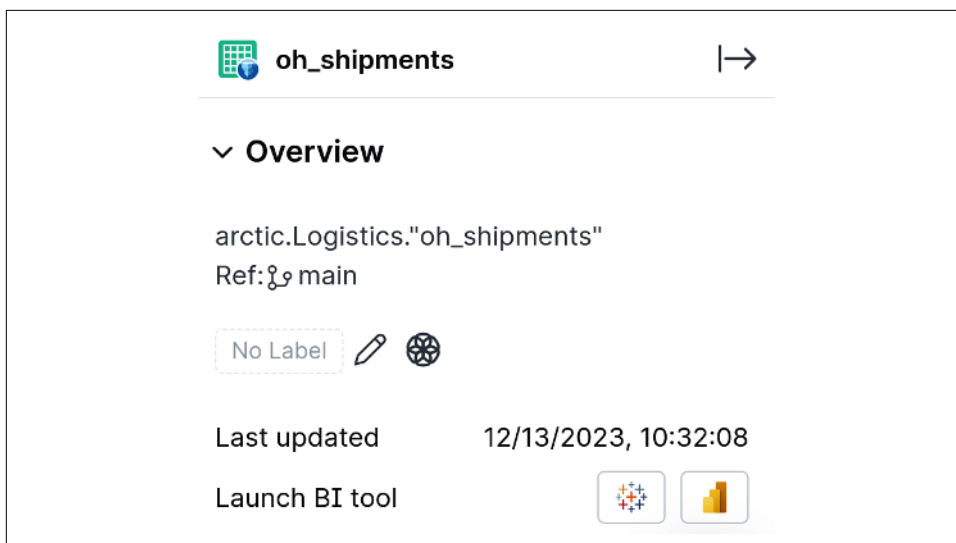 oh_shipments
Overview
arctic.Logistics."oh_shipments"
Ref: main
No Label
Last updated 12/13/2023, 10:32:08
Launch BI tool